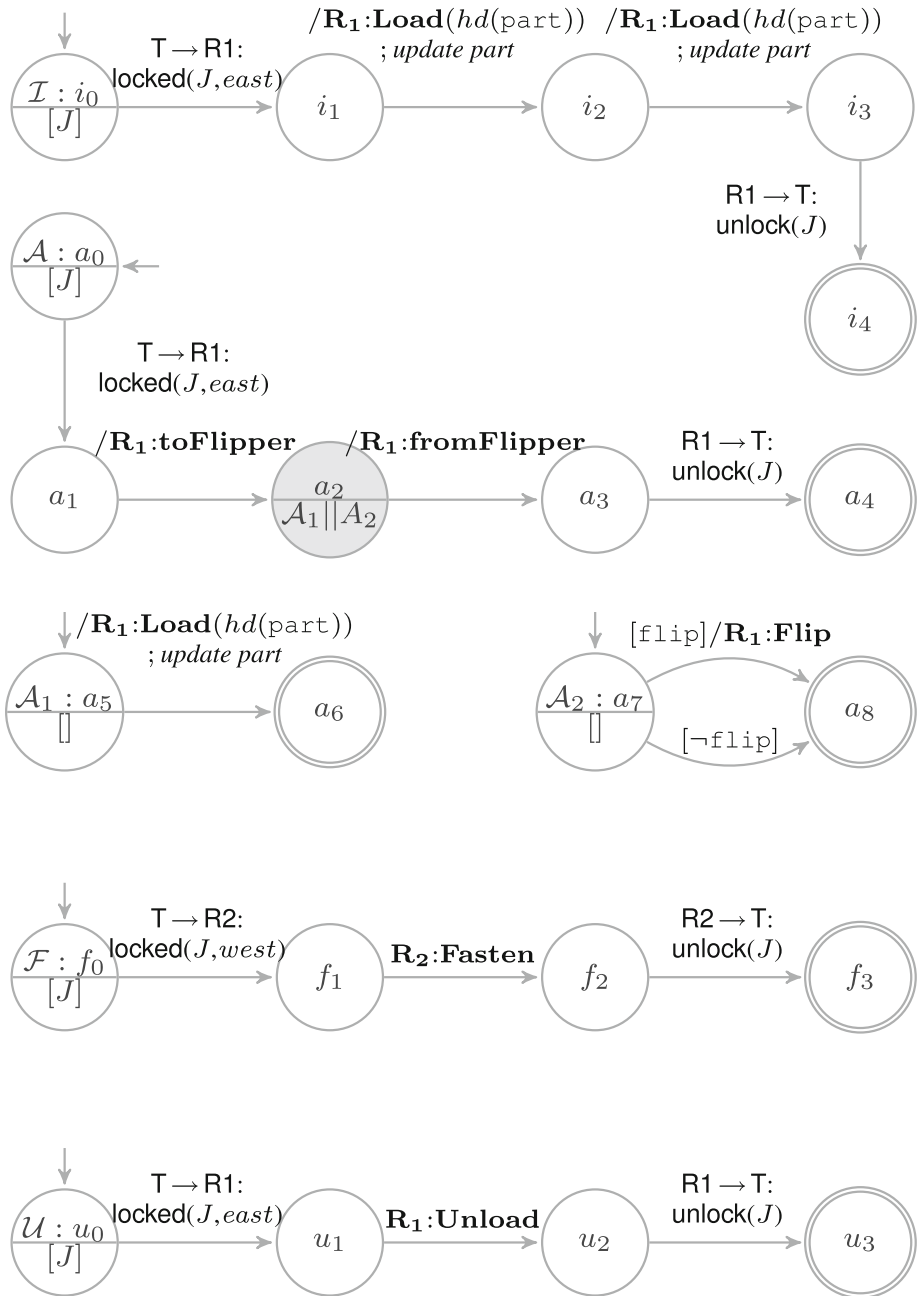 /R₁:Load(hd(part)) /R₁:Load(hd(part))
T→R1: ; update part ; update part
locked(J,east)
ℐ : i₀ i₁ i₂ i₃
[J]
R1→T:
unlock(J)
𝒜 : a₀
[J]
i₄
T→R1:
locked(J,east)
/R₁:toFlipper /R₁:fromFlipper R1→T:
unlock(J)
a₁ a₂ a₃ a₄
𝒜₁||A₂
/R₁:Load(hd(part)) [flip]/R₁:Flip
; update part
𝒜₁ : a₅ a₆ 𝒜₂ : a₇ a₈
[] []
[¬flip]
T→R2: R2→T:
locked(J,west) R₂:Fasten unlock(J)
ℱ : f₀ f₁ f₂ f₃
[J]
T→R1: R1→T:
locked(J,east) R₁:Unload unlock(J)
𝒰 : u₀ u₁ u₂ u₃
[J]